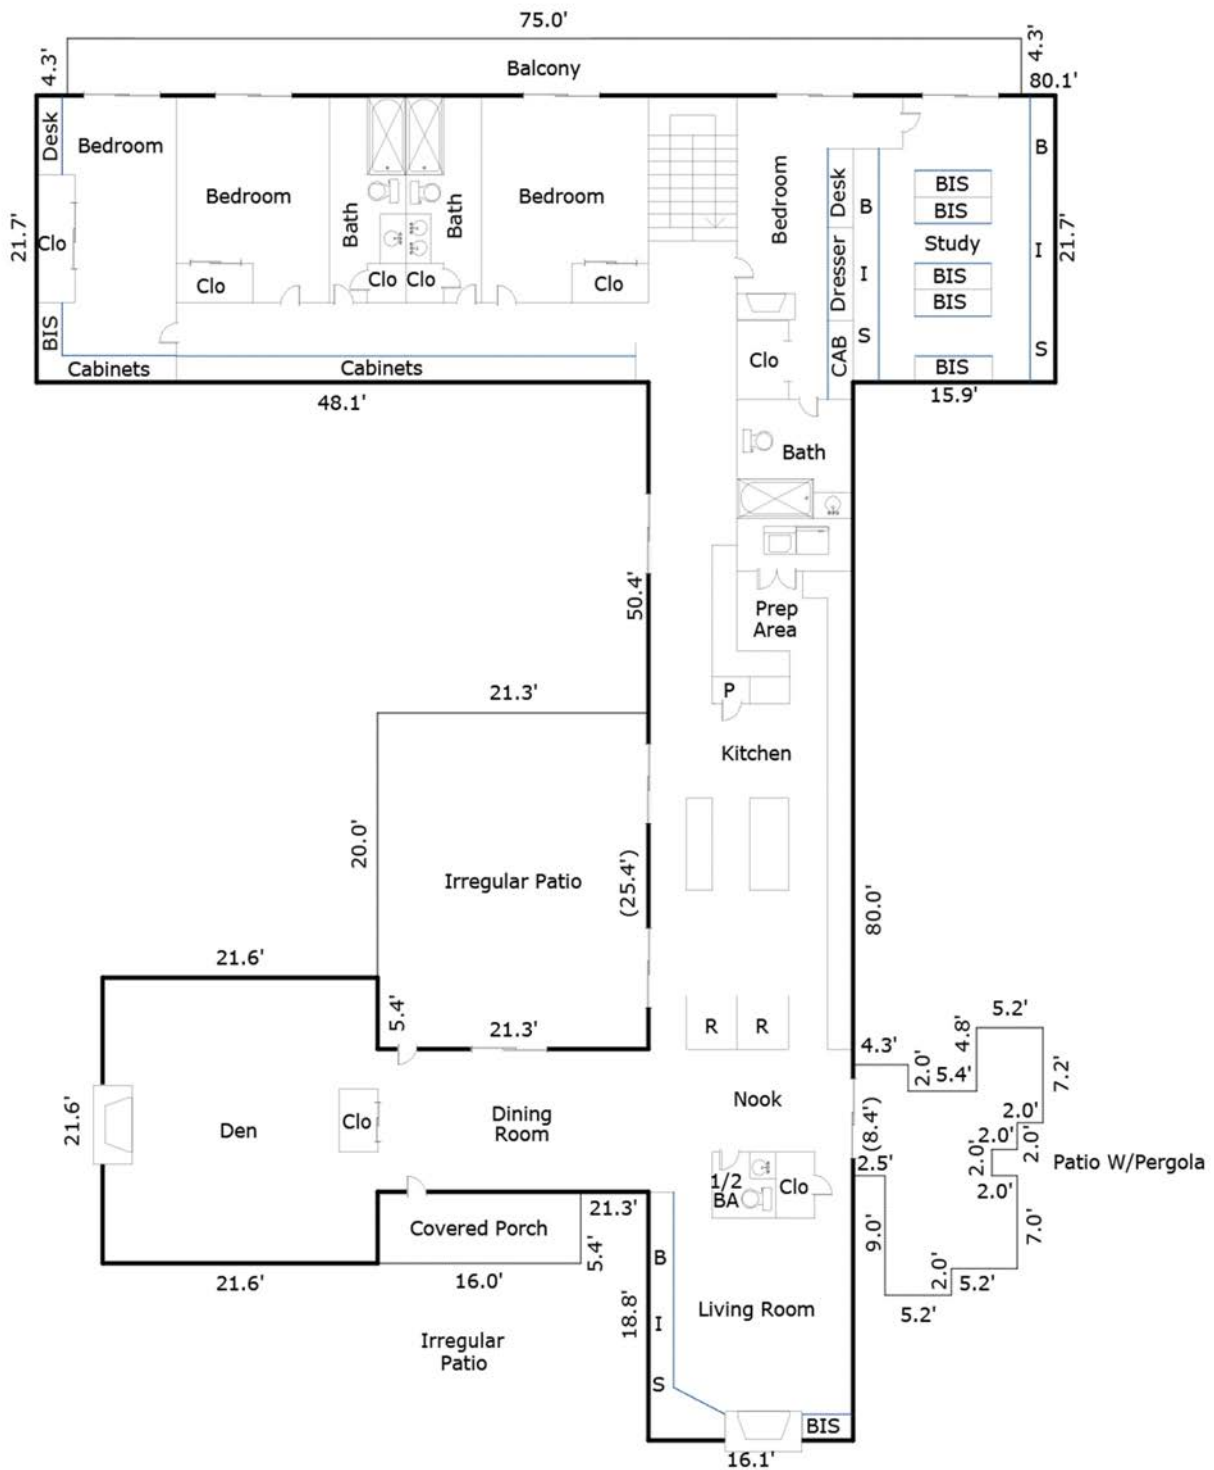 75.0'
4.3'
4.3'
Balcony
80.1'
Desk
Bedroom
Bedroom
Bath
Bath
Bedroom
Bedroom
Desk
Dresser
CAB
B
I
S
BIS
BIS
Study
BIS
BIS
BIS
B
I
S
21.7'
21.7'
Clo
Clo
Clo
Clo
Clo
Clo
BIS
Cabinets
Cabinets
48.1'
15.9'
Bath
50.4'
Prep
Area
P
21.3'
Kitchen
20.0'
Irregular Patio
(25.4')
80.0'
21.6'
5.4'
21.3'
R
R
4.3'
2.0'
5.4'
4.8'
5.2'
7.2'
21.6'
Den
Clo
Dining
Room
Nook
(8.4')
2.0'
2.0'
2.0'
2.0'
2.0'
Patio W/Pergola
2.5'
1/2
BA
Clo
21.3'
Covered Porch
5.4'
9.0'
7.0'
21.6'
16.0'
2.0'
5.2'
5.2'
B
I
S
Living Room
18.8'
Irregular
Patio
BIS
16.1'